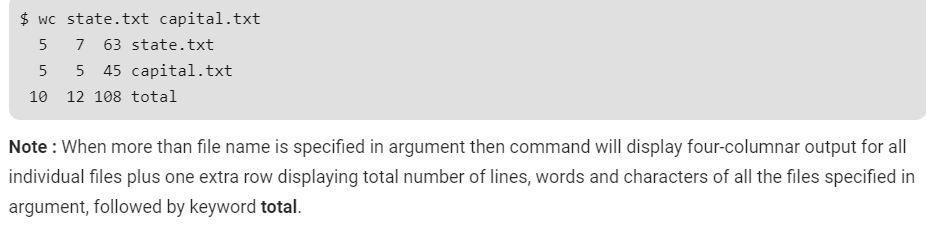 $ wc state.txt capital.txt
  5   7  63 state.txt
  5   5  45 capital.txt
 10  12 108 total
Note : When more than file name is specified in argument then command will display four-columnar output for all
individual files plus one extra row displaying total number of lines, words and characters of all the files specified in
argument, followed by keyword total.